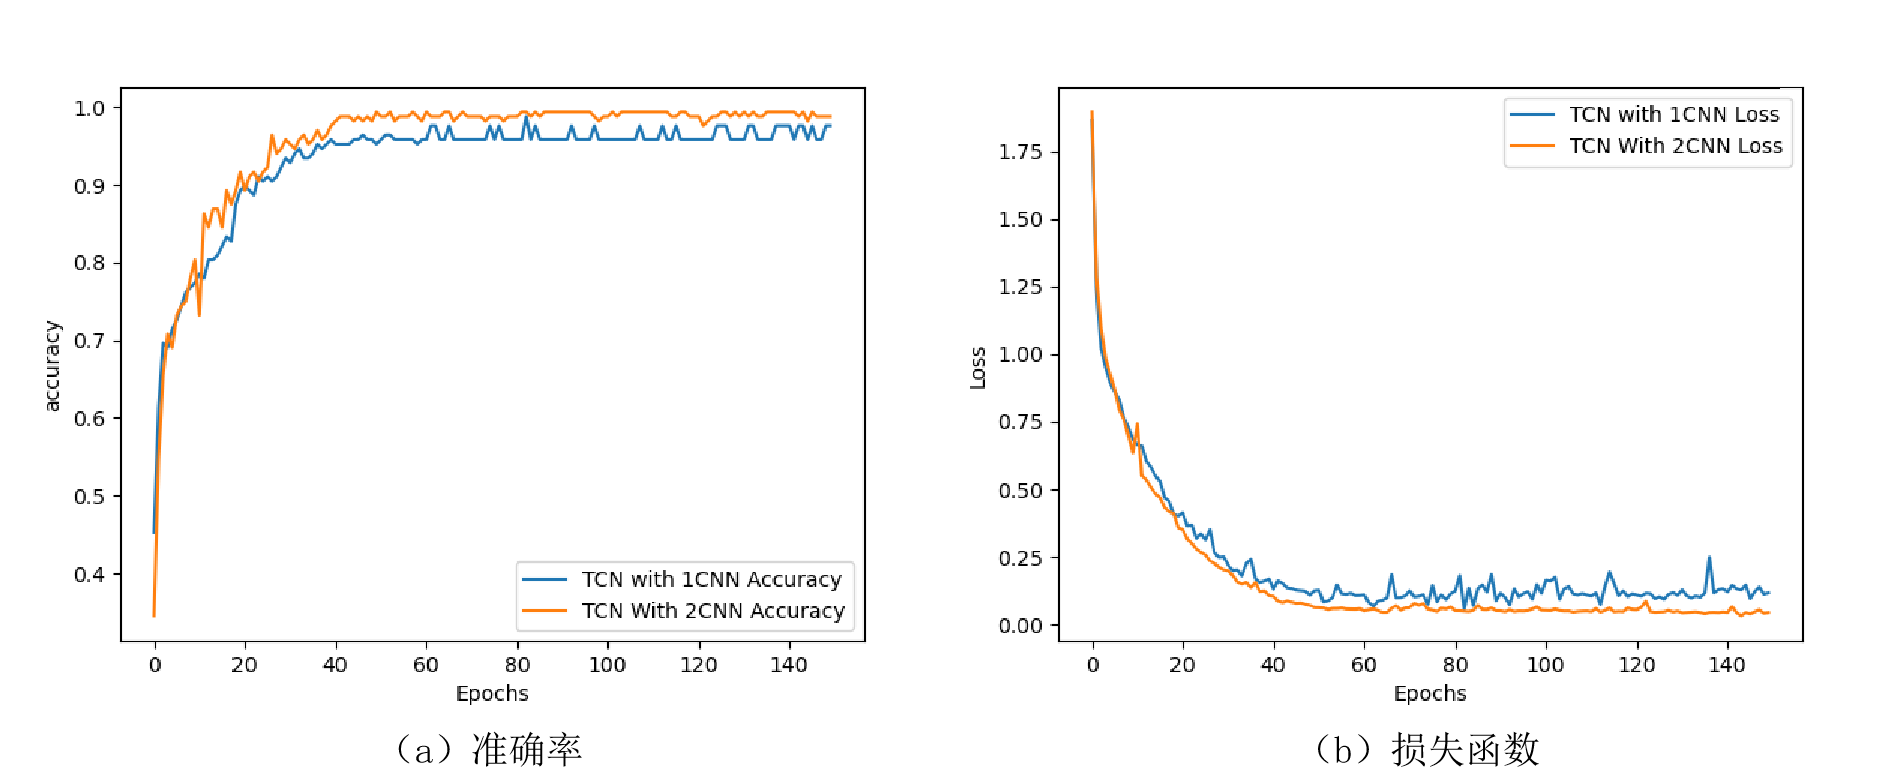 1.0
0.9
0.8
0.7
0.6
0.5
0.4
accuracy
TCN with 1CNN Accuracy
TCN With 2CNN Accuracy
0 20 40 60 80 100 120 140
Epochs
(a)准确率
1.75
1.50
1.25
1.00
0.75
0.50
0.25
0.00
Loss
TCN with 1CNN Loss
TCN With 2CNN Loss
0 20 40 60 80 100 120 140
Epochs
(b)损失函数